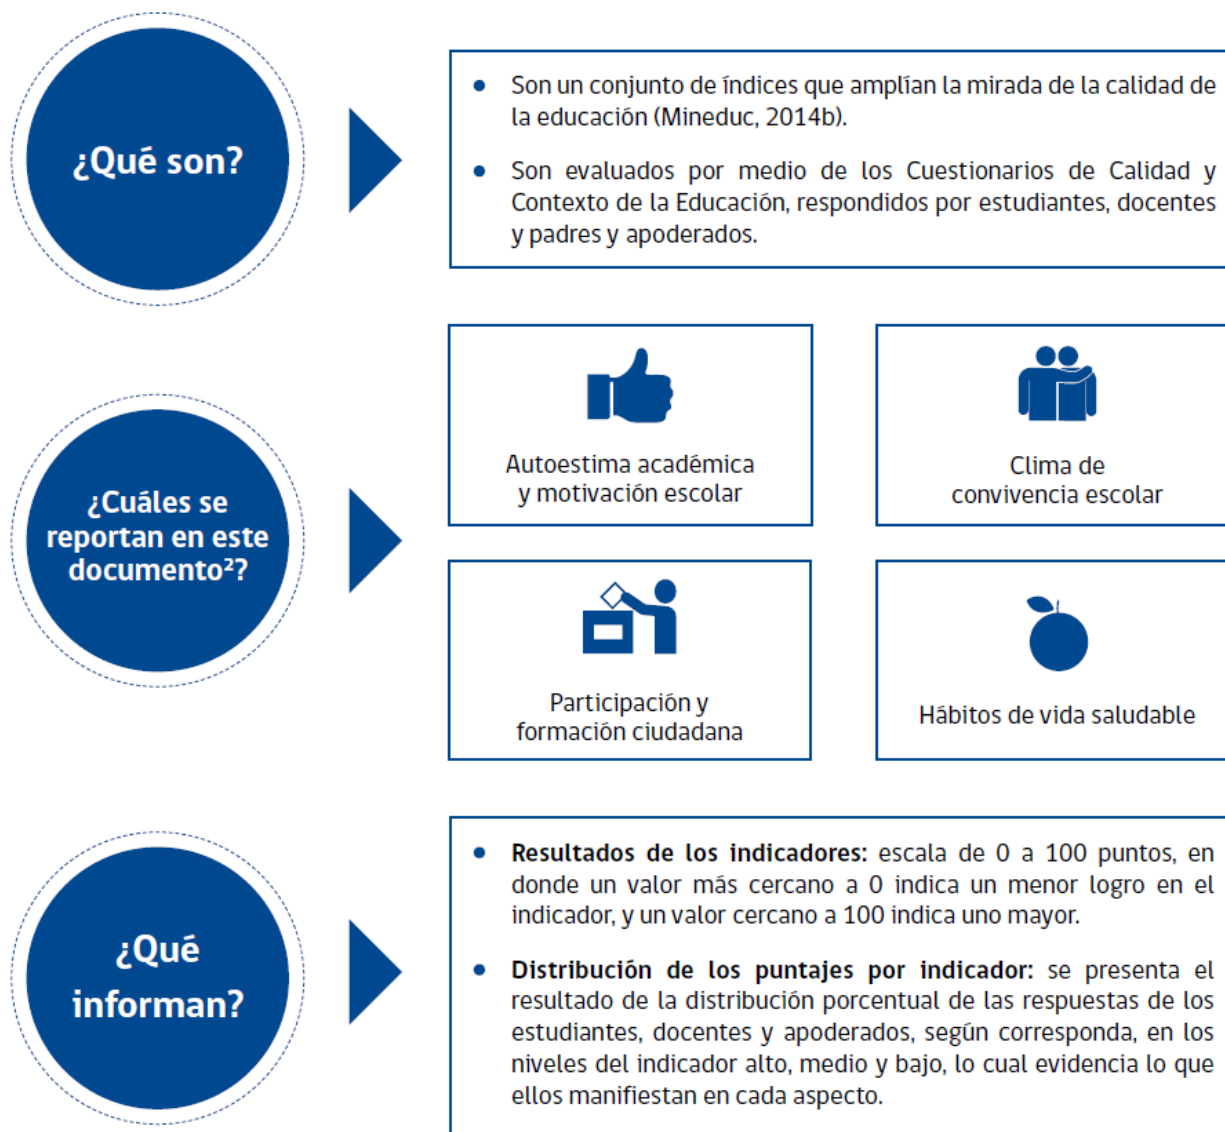 ¿Qué son?
• Son un conjunto de índices que amplían la mirada de la calidad de
la educación (Mineduc, 2014b).
• Son evaluados por medio de los Cuestionarios de Calidad y
Contexto de la Educación, respondidos por estudiantes, docentes
y padres y apoderados.
¿Cuáles se
reportan en este
documento²?
Autoestima académica
y motivación escolar
Clima de
convivencia escolar
Participación y
formación ciudadana
Hábitos de vida saludable
¿Qué
informan?
• Resultados de los indicadores: escala de 0 a 100 puntos, en
donde un valor más cercano a 0 indica un menor logro en el
indicador, y un valor cercano a 100 indica uno mayor.
• Distribución de los puntajes por indicador: se presenta el
resultado de la distribución porcentual de las respuestas de los
estudiantes, docentes y apoderados, según corresponda, en los
niveles del indicador alto, medio y bajo, lo cual evidencia lo que
ellos manifiestan en cada aspecto.